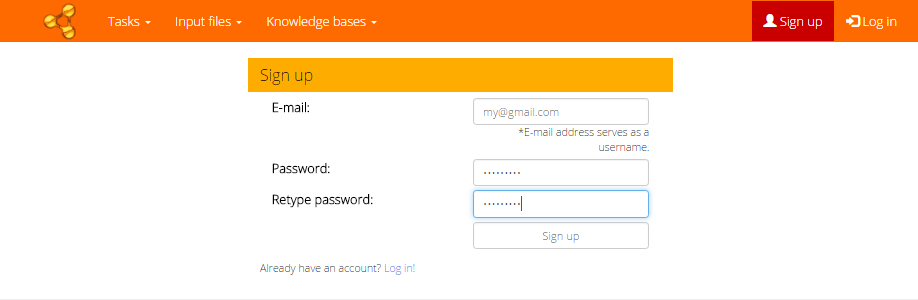 Tasks Input files Knowledge bases Sign up Log in
Sign up
E-mail: my@gmail.com
*E-mail address serves as a
username.
Password: ·········
Retype password: ·········
Sign up
Already have an account? Log in!